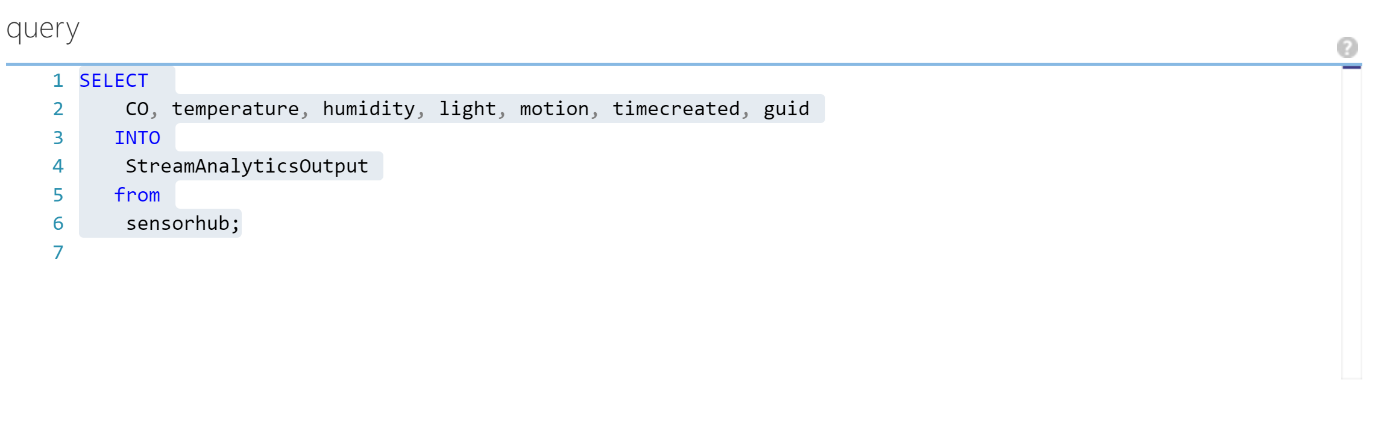 query
?
1 SELECT
2 CO, temperature, humidity, light, motion, timecreated, guid
3 INTO
4 StreamAnalyticsOutput
5 from
6 sensorhub;
7